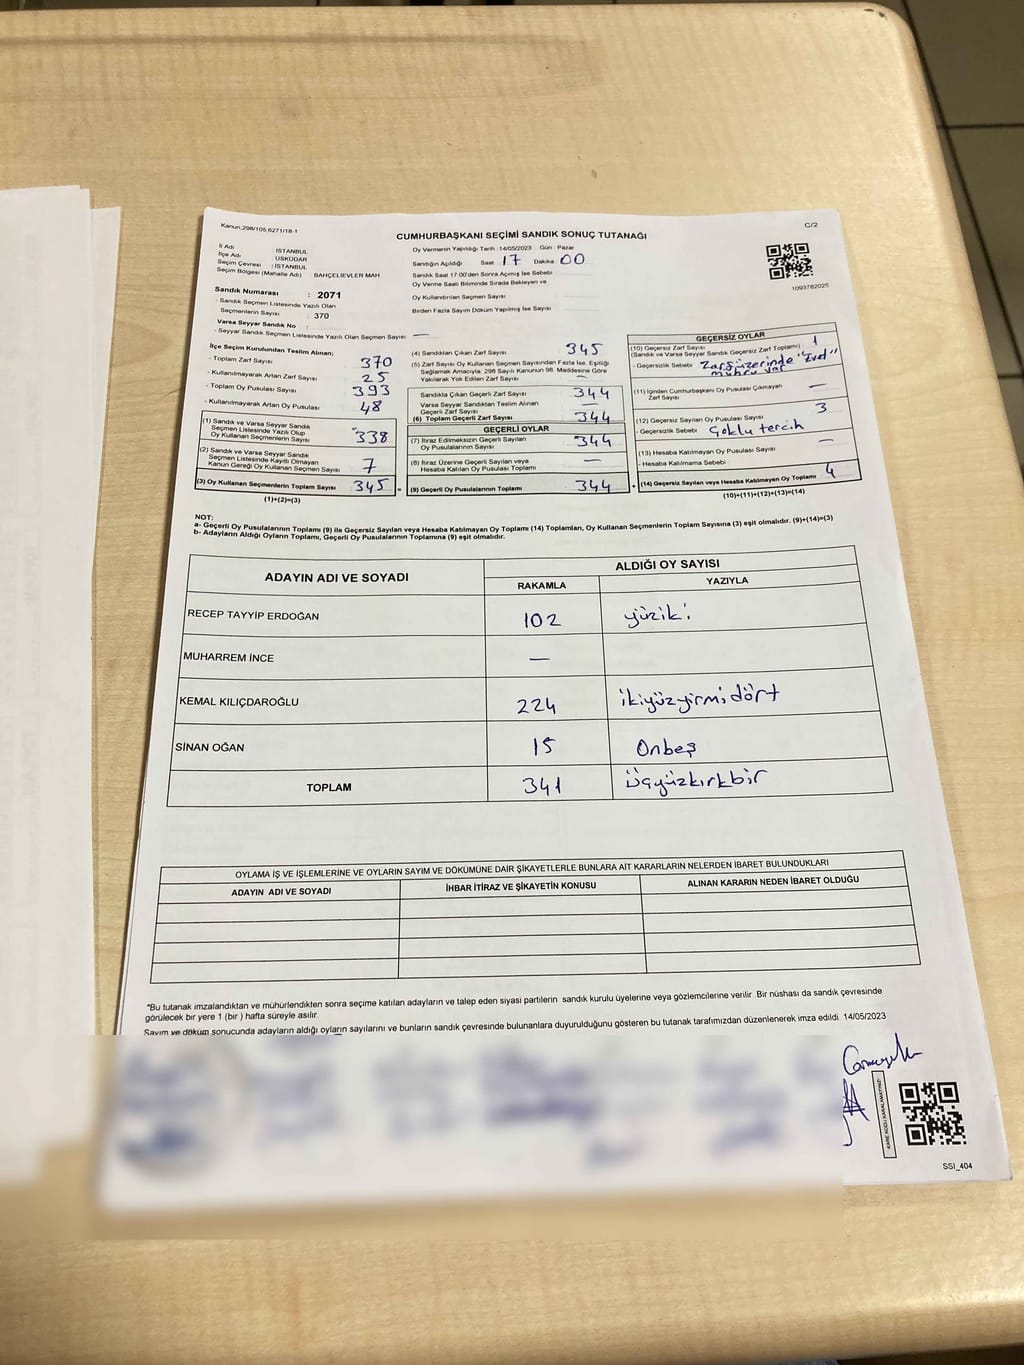 Kanun:298/105,6271/18-1
C/2
CUMHURBAŞKANI SEÇİMİ SANDIK SONUÇ TUTANAĞI
İl Adı : İSTANBUL
İlçe Adı : ÜSKÜDAR
Seçim Çevresi : İSTANBUL
Seçim Bölgesi (Mahalle Adı) : BAHÇELİEVLER MAH
Oy Vermenin Yapıldığı Tarih :14/05/2023 Gün : Pazar
Sandığın Açıldığı Saat : 17 Dakika : 00
Sandık Saat 17.00'den Sonra Açılmış İse Sebebi
Oy Verme Saati Bitiminde Sırada Bekleyen ve
Oy Kullandırılan Seçmen Sayısı
Birden Fazla Sayım Döküm Yapılmış İse Sayısı
1093782025
Sandık Numarası : 2071
- Sandık Seçmen Listesinde Yazılı Olan
Seçmenlerin Sayısı : 370
Varsa Seyyar Sandık No :
- Seyyar Sandık Seçmen Listesinde Yazılı Olan Seçmen Sayısı : —
İlçe Seçim Kurulundan Teslim Alınan;
- Toplam Zarf Sayısı 370
- Kullanılmayarak Artan Zarf Sayısı 25
- Toplam Oy Pusulası Sayısı 393
- Kullanılmayarak Artan Oy Pusulası 48
(1) Sandık ve Varsa Seyyar Sandık
Seçmen Listesinde Yazılı Olup
Oy Kullanan Seçmenlerin Sayısı 338
(2) Sandık ve Varsa Seyyar Sandık
Seçmen Listesinde Kayıtlı Olmayan
Kanun Gereği Oy Kullanan Seçmen Sayısı 7
(3) Oy Kullanan Seçmenlerin Toplam Sayısı 345 =
(1)+(2)=(3)
(4) Sandıktan Çıkan Zarf Sayısı 345
(5) Zarf Sayısı Oy Kullanan Seçmen Sayısından Fazla İse, Eşitliği
Sağlamak Amacıyla, 298 Sayılı Kanunun 98. Maddesine Göre
Yakılarak Yok Edilen Zarf Sayısı —
Sandıkta Çıkan Geçerli Zarf Sayısı 344
Varsa Seyyar Sandıktan Teslim Alınan
Geçerli Zarf Sayısı —
(6) Toplam Geçerli Zarf Sayısı 344
GEÇERLİ OYLAR
(7) İtiraz Edilmeksizin Geçerli Sayılan
Oy Pusulalarının Sayısı 344
(8) İtiraz Üzerine Geçerli Sayılan veya
Hesaba Katılan Oy Pusulası Toplamı —
(9) Geçerli Oy Pusulalarının Toplamı 344 +
GEÇERSİZ OYLAR
(10) Geçersiz Zarf Sayısı
(Sandık ve Varsa Seyyar Sandık Geçersiz Zarf Toplamı) 1
- Geçersizlik Sebebi Zarf üzerinde "Evet"
mührü var
(11) İçinden Cumhurbaşkanı Oy Pusulası Çıkmayan
Zarf Sayısı —
(12) Geçersiz Sayılan Oy Pusulası Sayısı 3
- Geçersizlik Sebebi Çoklu tercih
(13) Hesaba Katılmayan Oy Pusulası Sayısı —
- Hesaba Katılmama Sebebi
(14) Geçersiz Sayılan veya Hesaba Katılmayan Oy Toplamı 4
(10)+(11)+(12)+(13)=(14)
NOT:
a- Geçerli Oy Pusulalarının Toplamı (9) ile Geçersiz Sayılan veya Hesaba Katılmayan Oy Toplamı (14) Toplamları, Oy Kullanan Seçmenlerin Toplam Sayısına (3) eşit olmalıdır. (9)+(14)=(3)
b- Adayların Aldığı Oyların Toplamı, Geçerli Oy Pusulalarının Toplamına (9) eşit olmalıdır.
ADAYIN ADI VE SOYADI
ALDIĞI OY SAYISI
RAKAMLA YAZIYLA
RECEP TAYYİP ERDOĞAN 102 yüziki
MUHARREM İNCE —
KEMAL KILIÇDAROĞLU 224 ikiyüzyirmidört
SİNAN OĞAN 15 Onbeş
TOPLAM 341 Üçyüzkırkbir
OYLAMA İŞ VE İŞLEMLERİNE VE OYLARIN SAYIM VE DÖKÜMÜNE DAİR ŞİKAYETLERLE BUNLARA AİT KARARLARIN NELERDEN İBARET BULUNDUKLARI
ADAYIN ADI VE SOYADI İHBAR İTİRAZ VE ŞİKAYETİN KONUSU ALINAN KARARIN NEDEN İBARET OLDUĞU
*Bu tutanak imzalandıktan ve mühürlendikten sonra seçime katılan adayların ve talep eden siyasi partilerin sandık kurulu üyelerine veya gözlemcilerine verilir. Bir nüshası da sandık çevresinde
görülecek bir yere 1 (bir ) hafta süreyle asılır.
Sayım ve döküm sonucunda adayların aldığı oyların sayılarını ve bunların sandık çevresinde bulunanlara duyurulduğunu gösteren bu tutanak tarafımızdan düzenlenerek imza edildi. 14/05/2023
KARE KODU KARALAMAYINIZ!
SSI_404